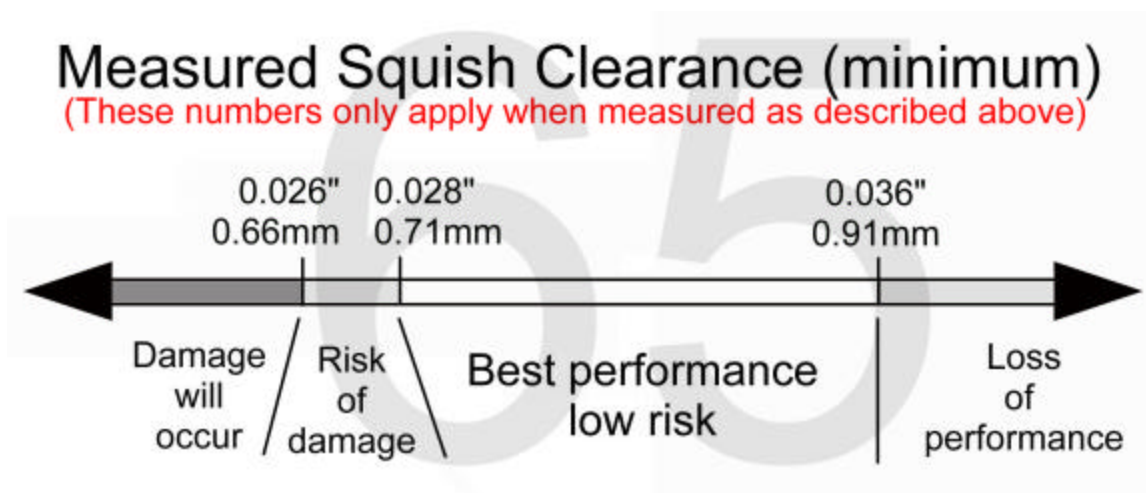 65
Measured Squish Clearance (minimum)
(These numbers only apply when measured as described above)
0.026" 0.028" 0.036"
0.66mm 0.71mm 0.91mm
Damage
will
occur
Risk
of
damage
Best performance
low risk
Loss
of
performance